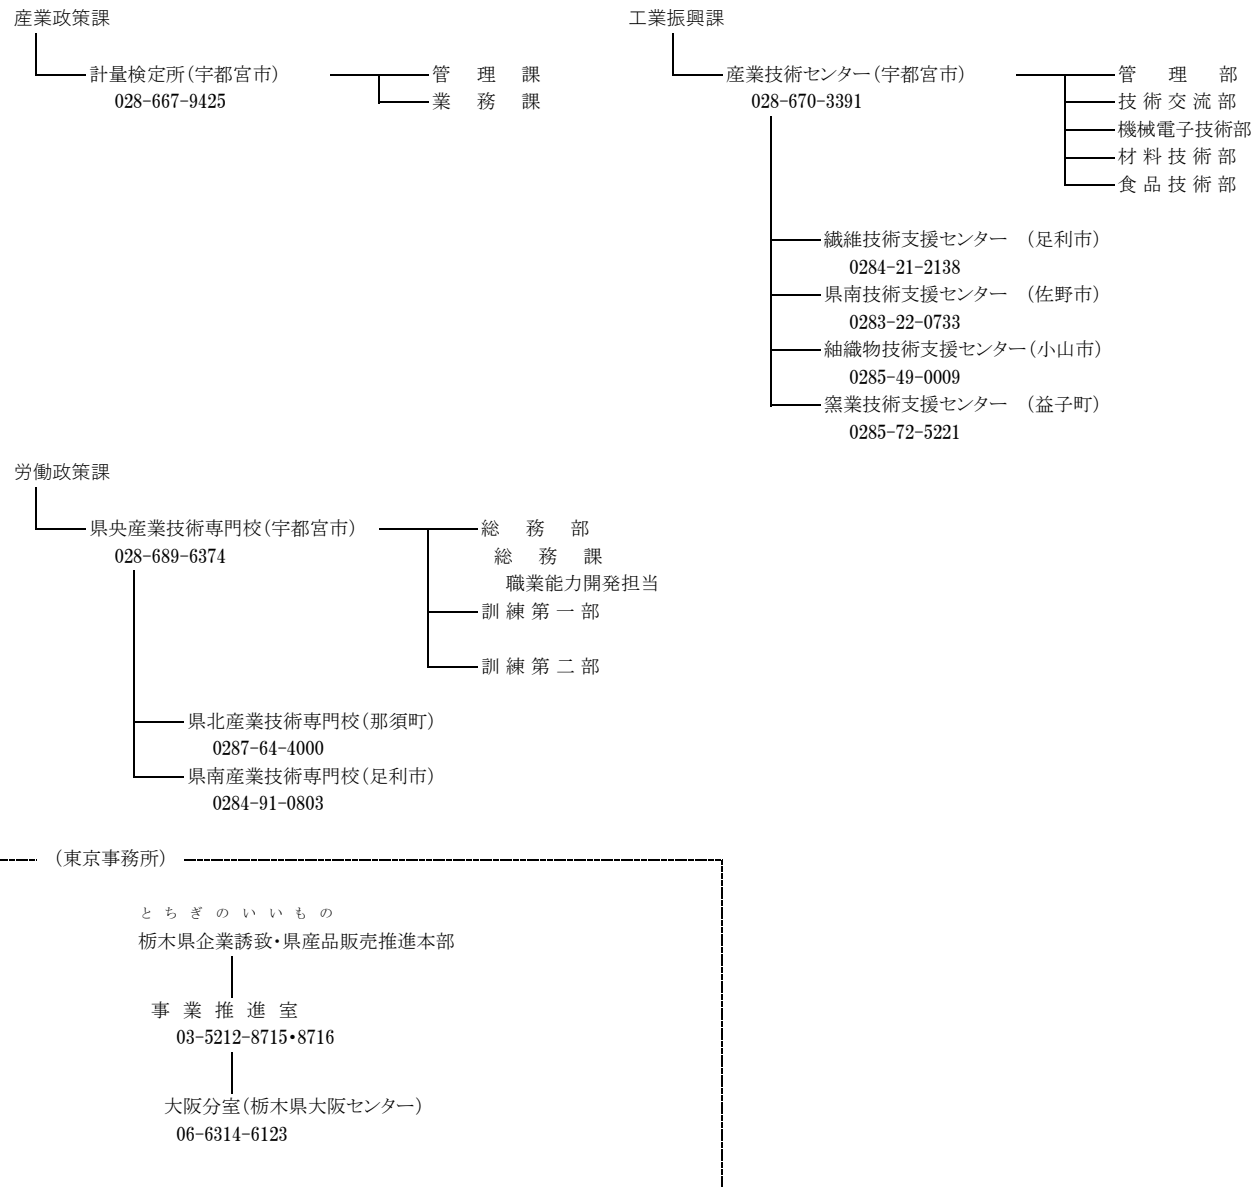 産業政策課
計量検定所(宇都宮市)
028-667-9425
管理課
業務課
工業振興課
産業技術センター(宇都宮市)
028-670-3391
管理部
技術交流部
機械電子技術部
材料技術部
食品技術部
繊維技術支援センター (足利市)
0284-21-2138
県南技術支援センター (佐野市)
0283-22-0733
紬織物技術支援センター(小山市)
0285-49-0009
窯業技術支援センター (益子町)
0285-72-5221
労働政策課
県央産業技術専門校(宇都宮市)
028-689-6374
総務部
総務課
職業能力開発担当
訓練第一部
訓練第二部
県北産業技術専門校(那須町)
0287-64-4000
県南産業技術専門校(足利市)
0284-91-0803
(東京事務所)
とちぎのいいもの
栃木県企業誘致・県産品販売推進本部
事業推進室
03-5212-8715・8716
大阪分室(栃木県大阪センター)
06-6314-6123